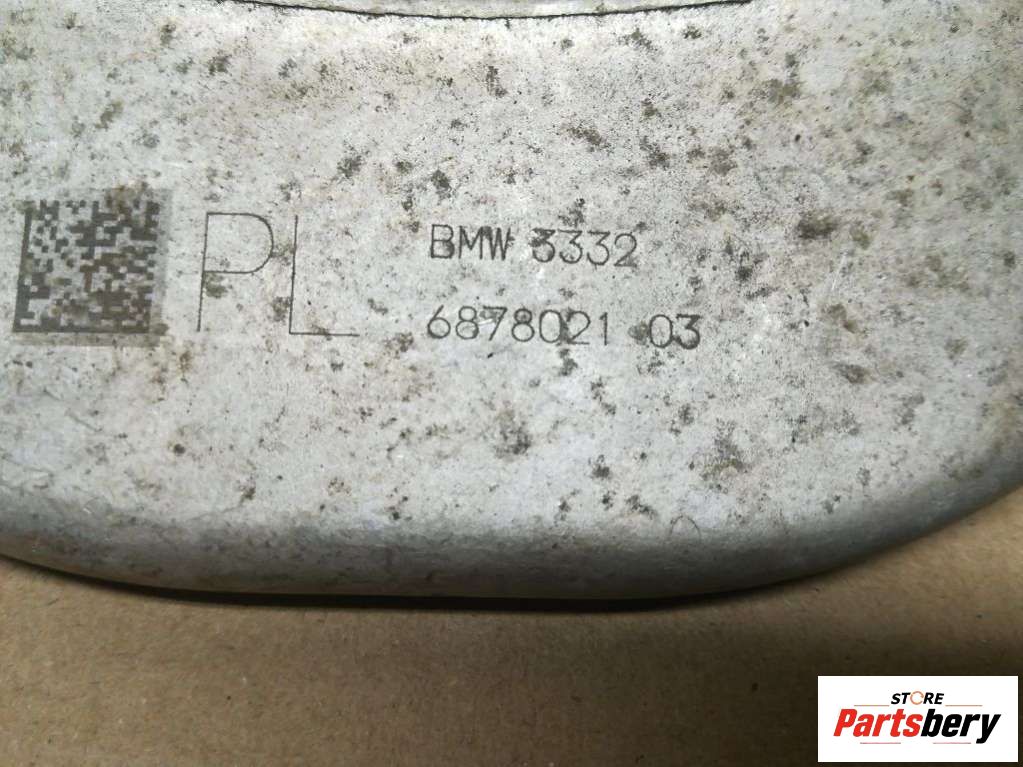 PL
BMW 3332
6878021 03
STORE
Partsbery